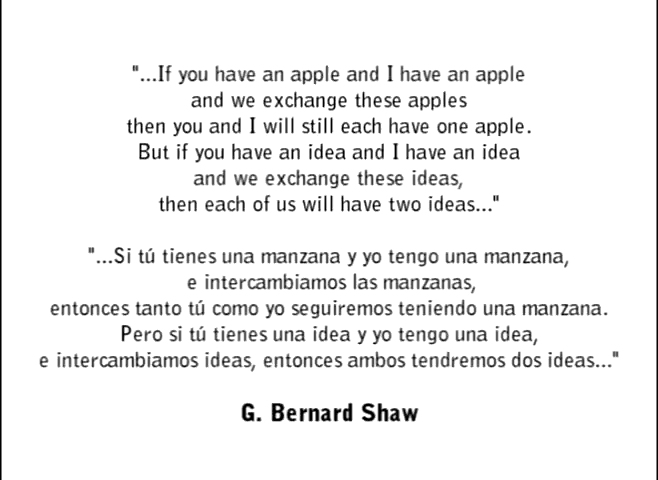 "...If you have an apple and I have an apple
and we exchange these apples
then you and I will still each have one apple.
But if you have an idea and I have an idea
and we exchange these ideas,
then each of us will have two ideas..."
"...Si tú tienes una manzana y yo tengo una manzana,
e intercambiamos las manzanas,
entonces tanto tú como yo seguiremos teniendo una manzana.
Pero si tú tienes una idea y yo tengo una idea,
e intercambiamos ideas, entonces ambos tendremos dos ideas..."
G. Bernard Shaw